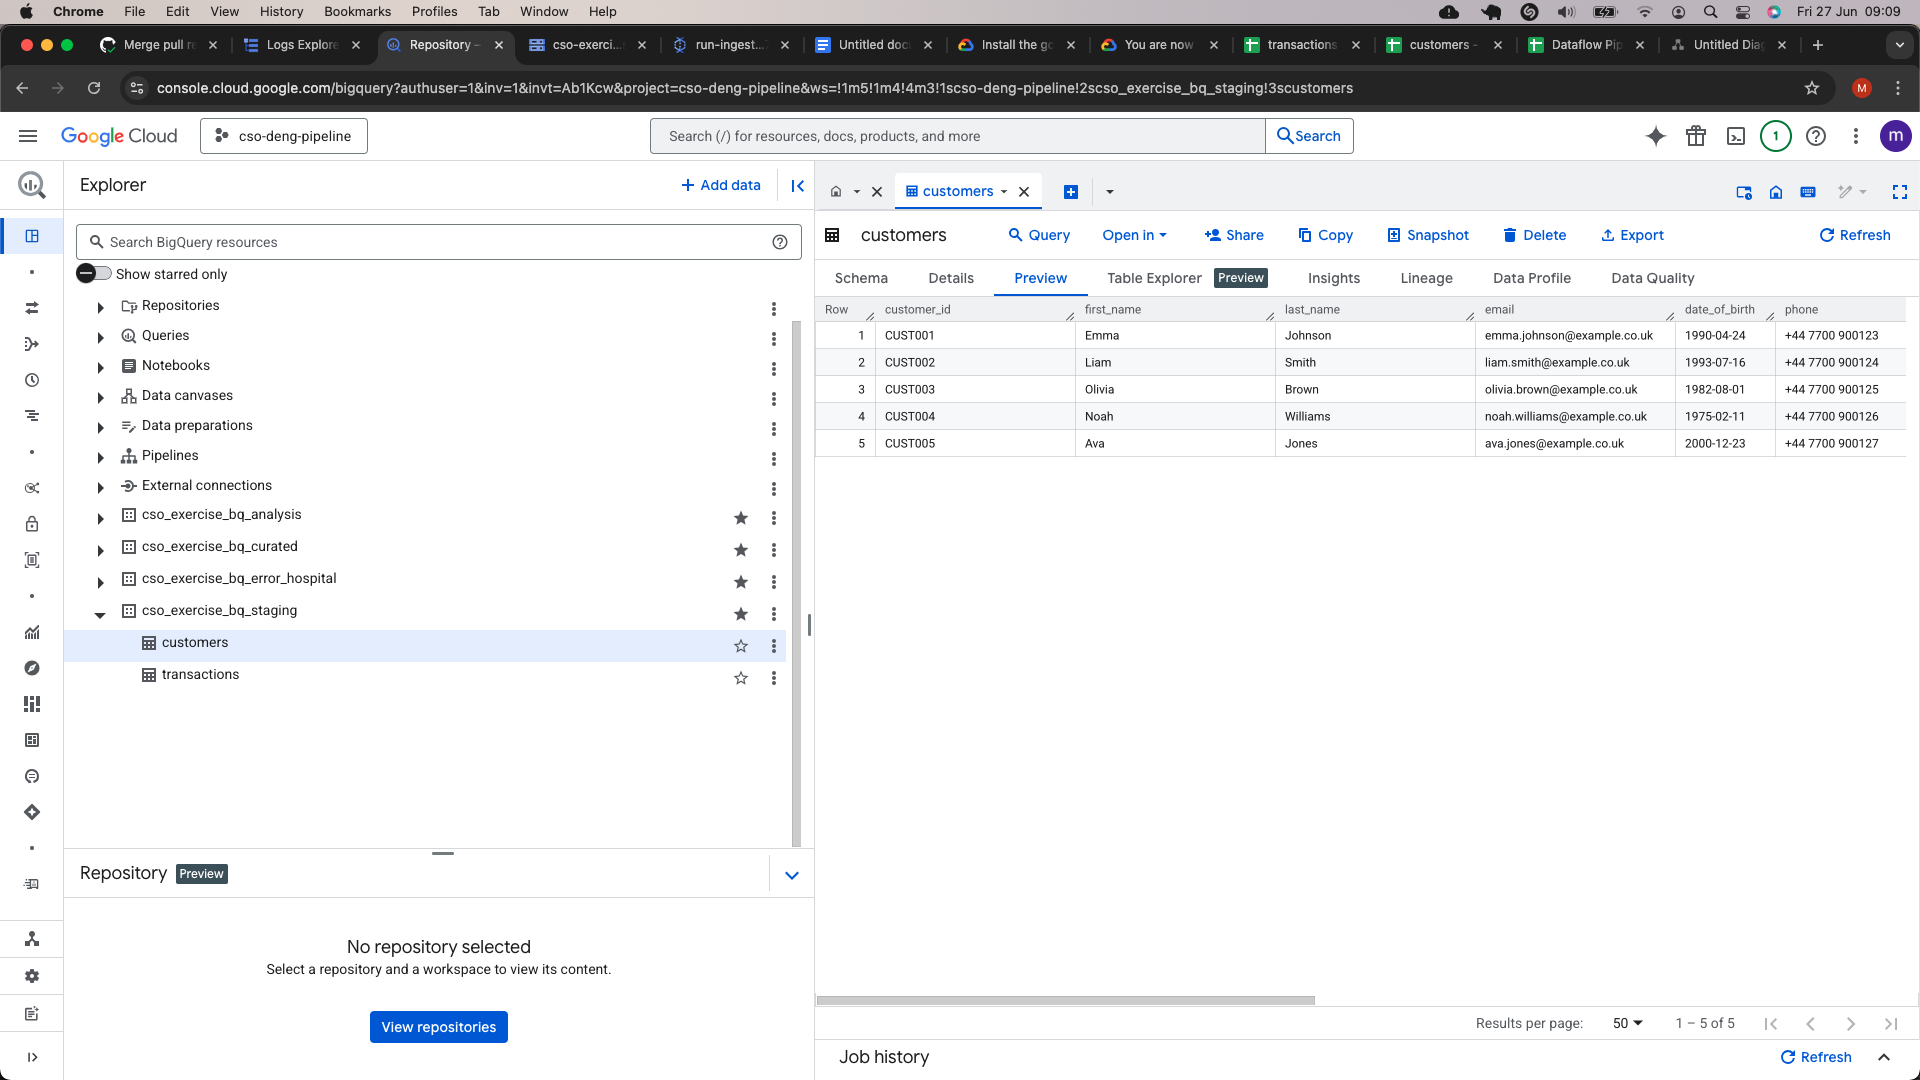 Chrome File Edit View History Bookmarks Profiles Tab Window Help Fri 27 Jun 09:09
Merge pull re Logs Explore Repository – cso-exerci... run-ingest... Untitled doc Install the gc You are now transactions customers - Dataflow Pip Untitled Diag
console.cloud.google.com/bigquery?authuser=1&inv=1&invt=Ab1Kcw&project=cso-deng-pipeline&ws=!1m5!1m4!4m3!1scso-deng-pipeline!2scso_exercise_bq_staging!3scustomers M
Google Cloud cso-deng-pipeline Search (/) for resources, docs, products, and more Search 1 m
Explorer + Add data
Search BigQuery resources
Show starred only
Repositories
Queries
Notebooks
Data canvases
Data preparations
Pipelines
External connections
cso_exercise_bq_analysis
cso_exercise_bq_curated
cso_exercise_bq_error_hospital
cso_exercise_bq_staging
customers
transactions
Repository Preview
No repository selected
Select a repository and a workspace to view its content.
View repositories
customers
customers Query Open in Share Copy Snapshot Delete Export Refresh
Schema Details Preview Table Explorer Preview Insights Lineage Data Profile Data Quality
Row customer_id first_name last_name email date_of_birth phone
1 CUST001 Emma Johnson emma.johnson@example.co.uk 1990-04-24 +44 7700 900123
2 CUST002 Liam Smith liam.smith@example.co.uk 1993-07-16 +44 7700 900124
3 CUST003 Olivia Brown olivia.brown@example.co.uk 1982-08-01 +44 7700 900125
4 CUST004 Noah Williams noah.williams@example.co.uk 1975-02-11 +44 7700 900126
5 CUST005 Ava Jones ava.jones@example.co.uk 2000-12-23 +44 7700 900127
Results per page: 50 1 – 5 of 5
Job history Refresh